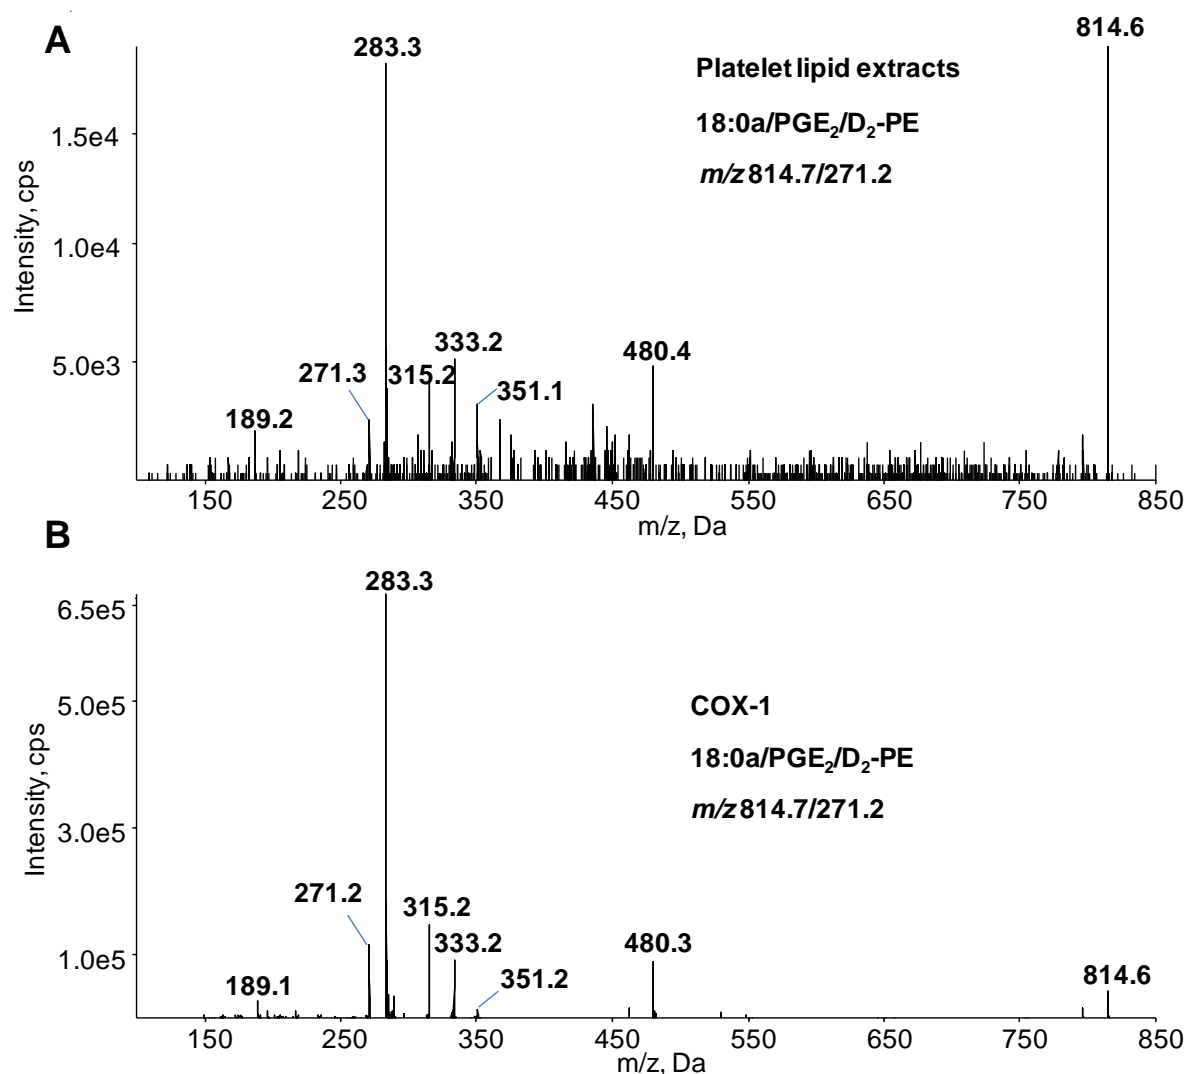 A
814.6
283.3
Platelet lipid extracts
18:0a/PGE2/D2-PE
m/z 814.7/271.2
1.5e4
1.0e4
5.0e3
Intensity, cps
333.2
480.4
271.3
315.2
351.1
189.2
150
250
350
450
550
650
750
850
m/z, Da
B
283.3
6.5e5
5.0e5
3.0e5
1.0e5
Intensity, cps
COX-1
18:0a/PGE2/D2-PE
m/z 814.7/271.2
271.2
315.2
333.2
480.3
351.2
814.6
189.1
150
250
350
450
550
650
750
850
m/z, Da